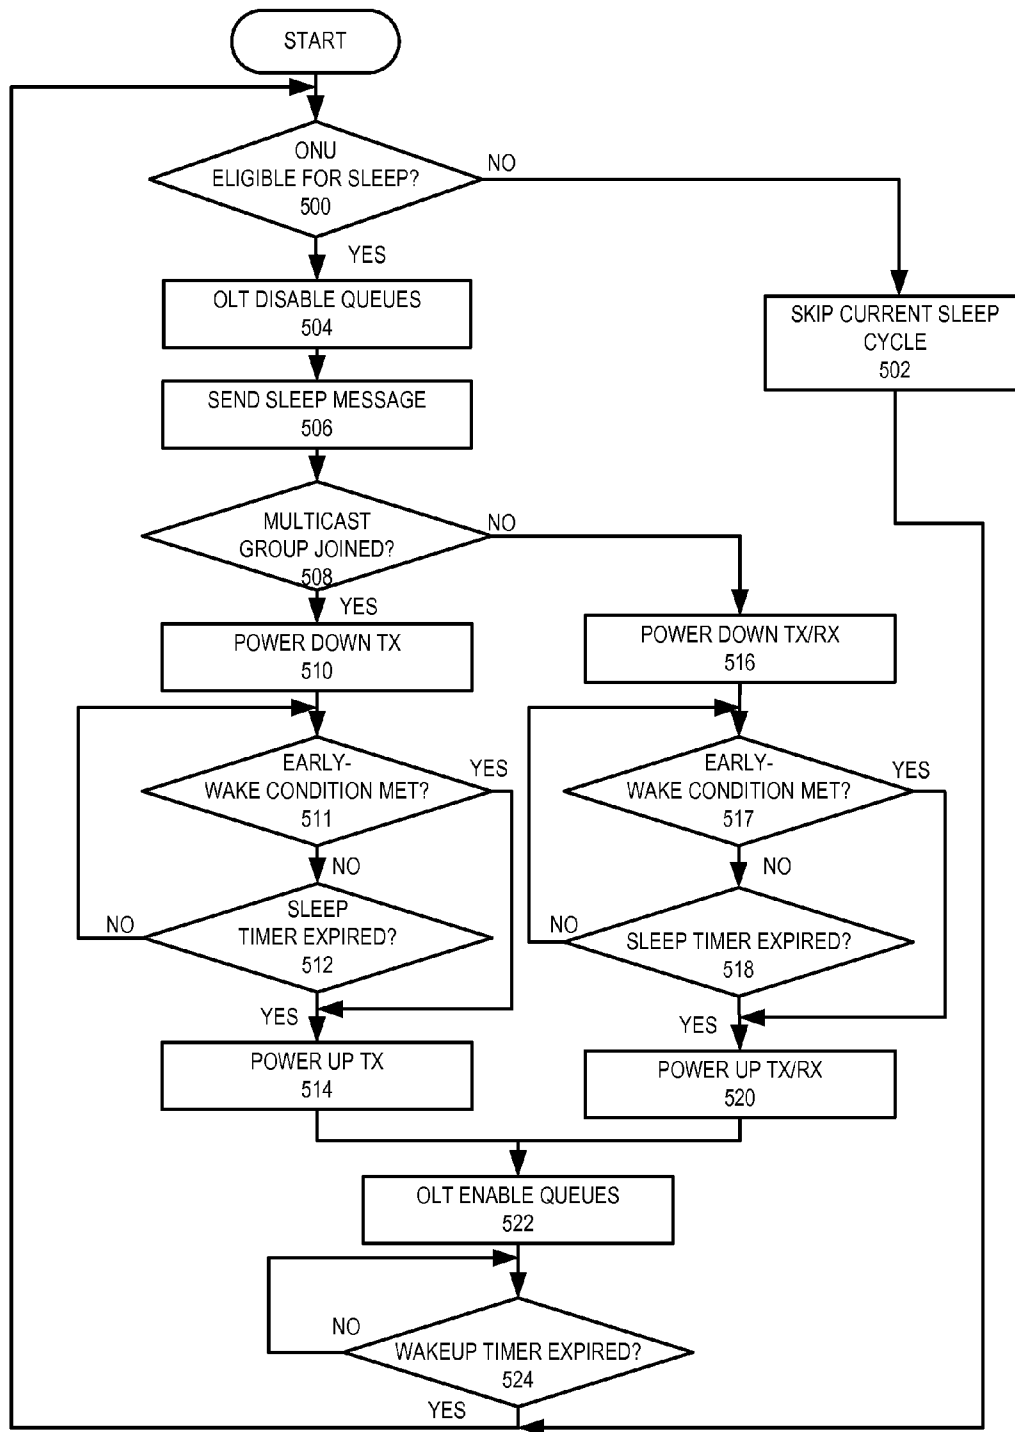 START
ONU
ELIGIBLE FOR SLEEP?
500
NO
YES
OLT DISABLE QUEUES
504
SKIP CURRENT SLEEP
CYCLE
502
SEND SLEEP MESSAGE
506
MULTICAST
GROUP JOINED?
508
NO
YES
POWER DOWN TX
510
POWER DOWN TX/RX
516
EARLY-
WAKE CONDITION MET?
511
YES
NO
EARLY-
WAKE CONDITION MET?
517
YES
NO
SLEEP
TIMER EXPIRED?
512
NO
YES
SLEEP TIMER EXPIRED?
518
NO
YES
POWER UP TX
514
POWER UP TX/RX
520
OLT ENABLE QUEUES
522
NO
WAKEUP TIMER EXPIRED?
524
YES